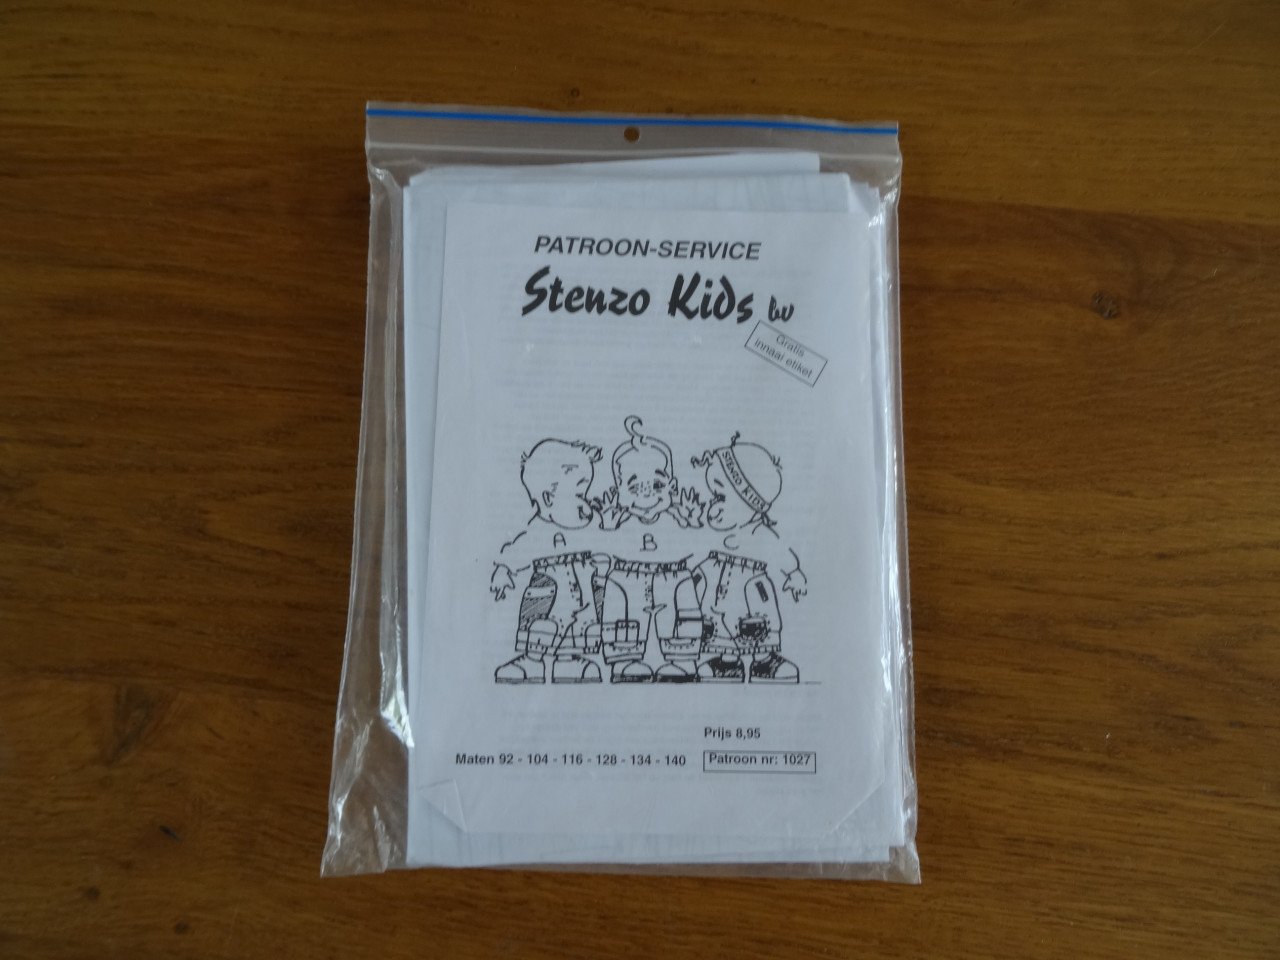 PATROON-SERVICE
Stenzo Kids bv
Gratis
innaai etiket
STENZO KIDS
A B C
Prijs 8,95
Maten 92 - 104 - 116 - 128 - 134 - 140
Patroon nr: 1027